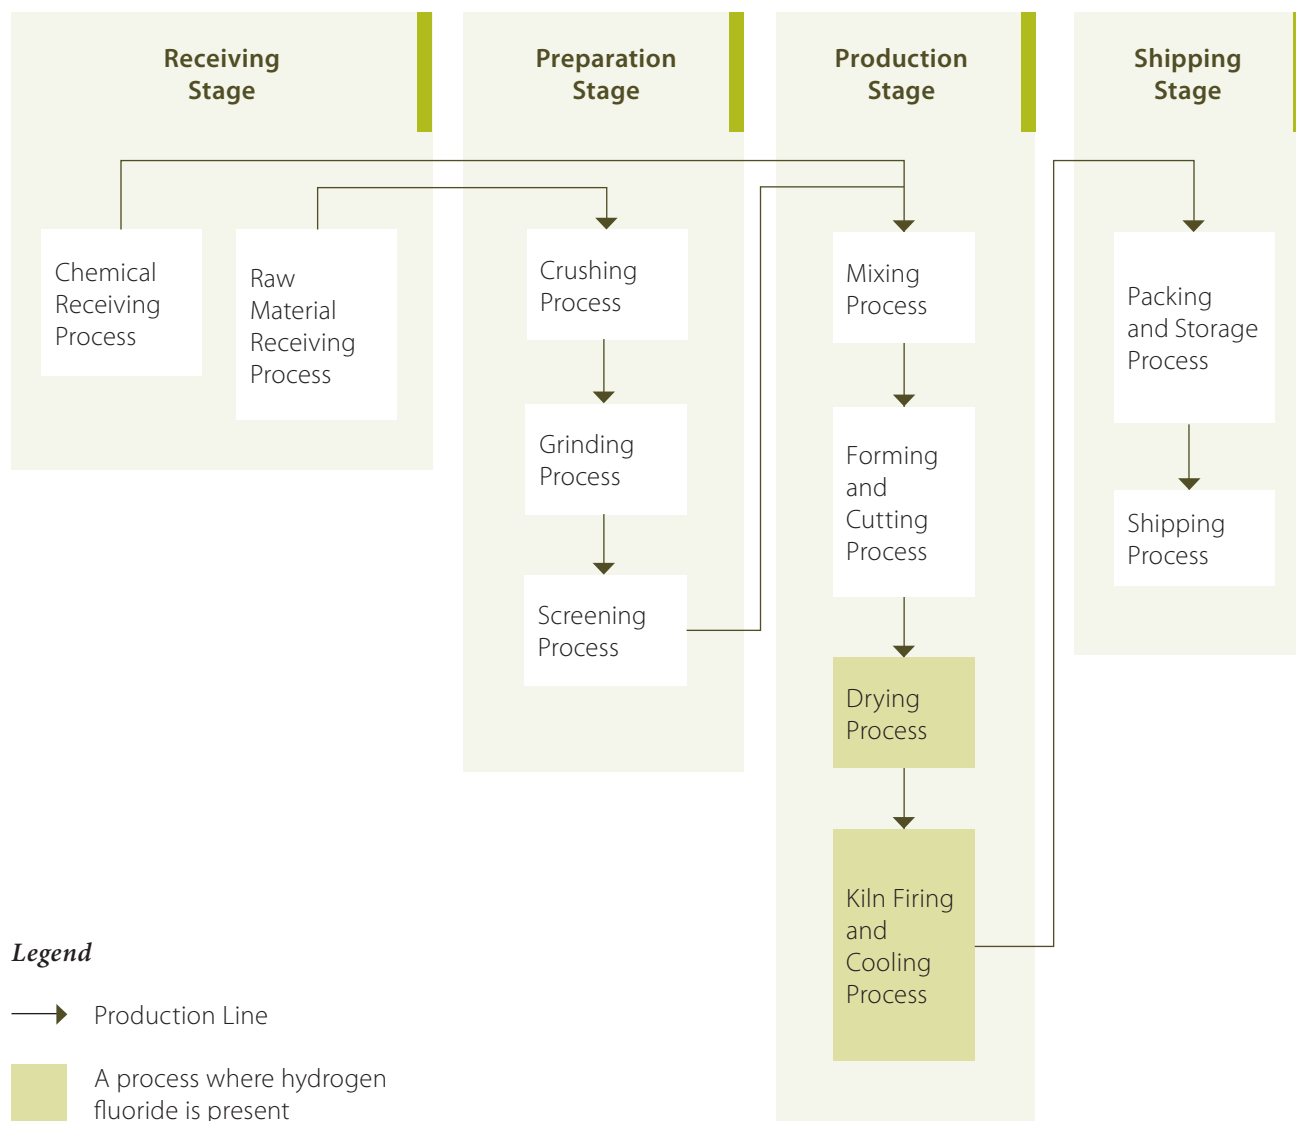 Receiving
Stage
Preparation
Stage
Production
Stage
Shipping
Stage
Chemical
Receiving
Process
Raw
Material
Receiving
Process
Crushing
Process
Grinding
Process
Screening
Process
Mixing
Process
Forming
and
Cutting
Process
Drying
Process
Kiln Firing
and
Cooling
Process
Packing
and Storage
Process
Shipping
Process
Legend
Production Line
A process where hydrogen
fluoride is present